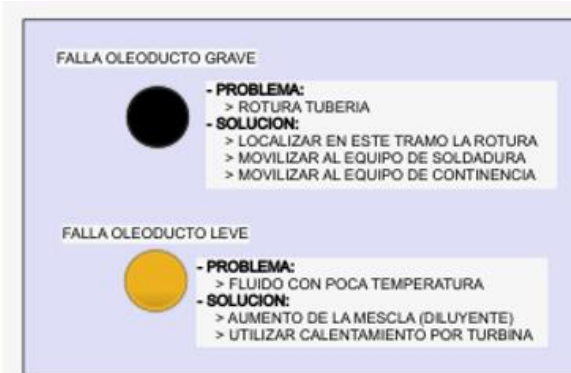 FALLA OLEODUCTO GRAVE
- PROBLEMA:
> ROTURA TUBERIA
- SOLUCION:
> LOCALIZAR EN ESTE TRAMO LA ROTURA
> MOVILIZAR AL EQUIPO DE SOLDADURA
> MOVILIZAR AL EQUIPO DE CONTINENCIA
FALLA OLEODUCTO LEVE
- PROBLEMA:
> FLUIDO CON POCA TEMPERATURA
- SOLUCION:
> AUMENTO DE LA MESCLA (DILUYENTE)
> UTILIZAR CALENTAMIENTO POR TURBINA